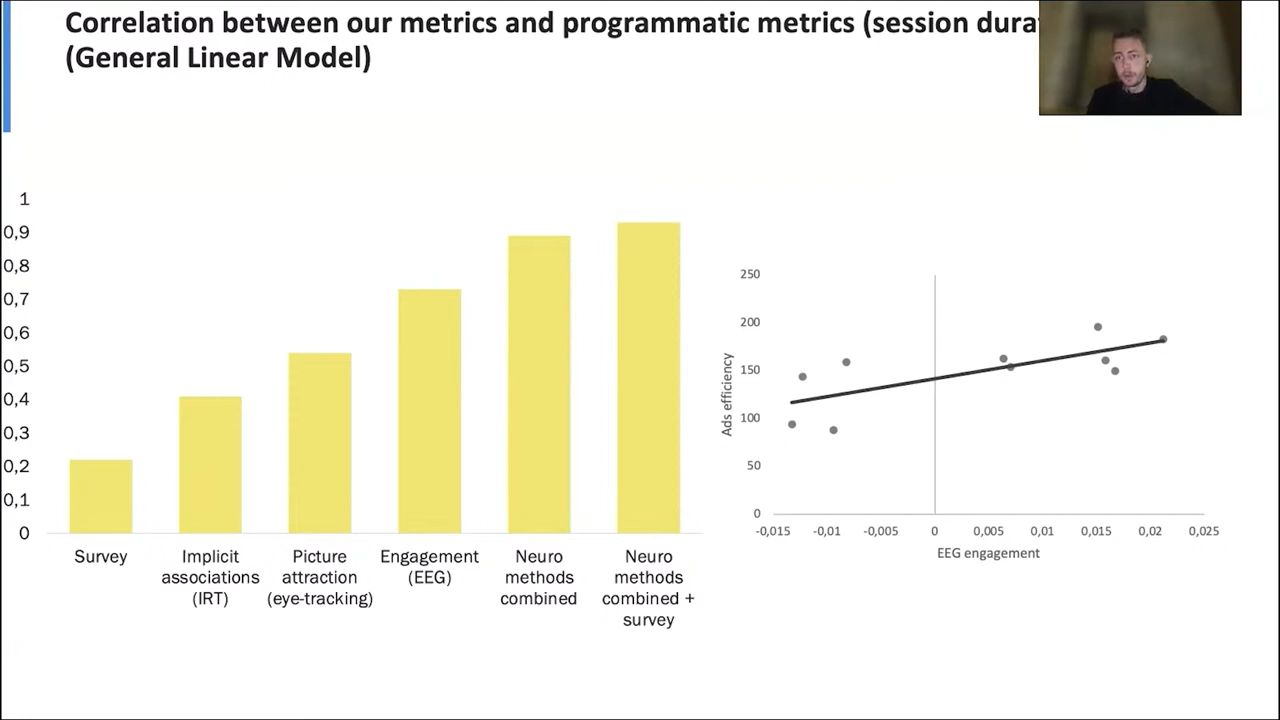 Correlation between our metrics and programmatic metrics (session
(General Linear Model)
1
0,9
0,8
0,7
0,6
0,5
0,4
0,3
0,2
0,1
0
Survey
Implicit
associations
(IRT)
Picture
attraction
(eye-tracking)
Engagement
(EEG)
Neuro
methods
combined
Neuro
methods
combined +
survey
250
200
150
100
50
0
Ads efficiency
-0,015
-0,01
-0,005
0
0,005
0,01
0,015
0,02
0,025
EEG engagement